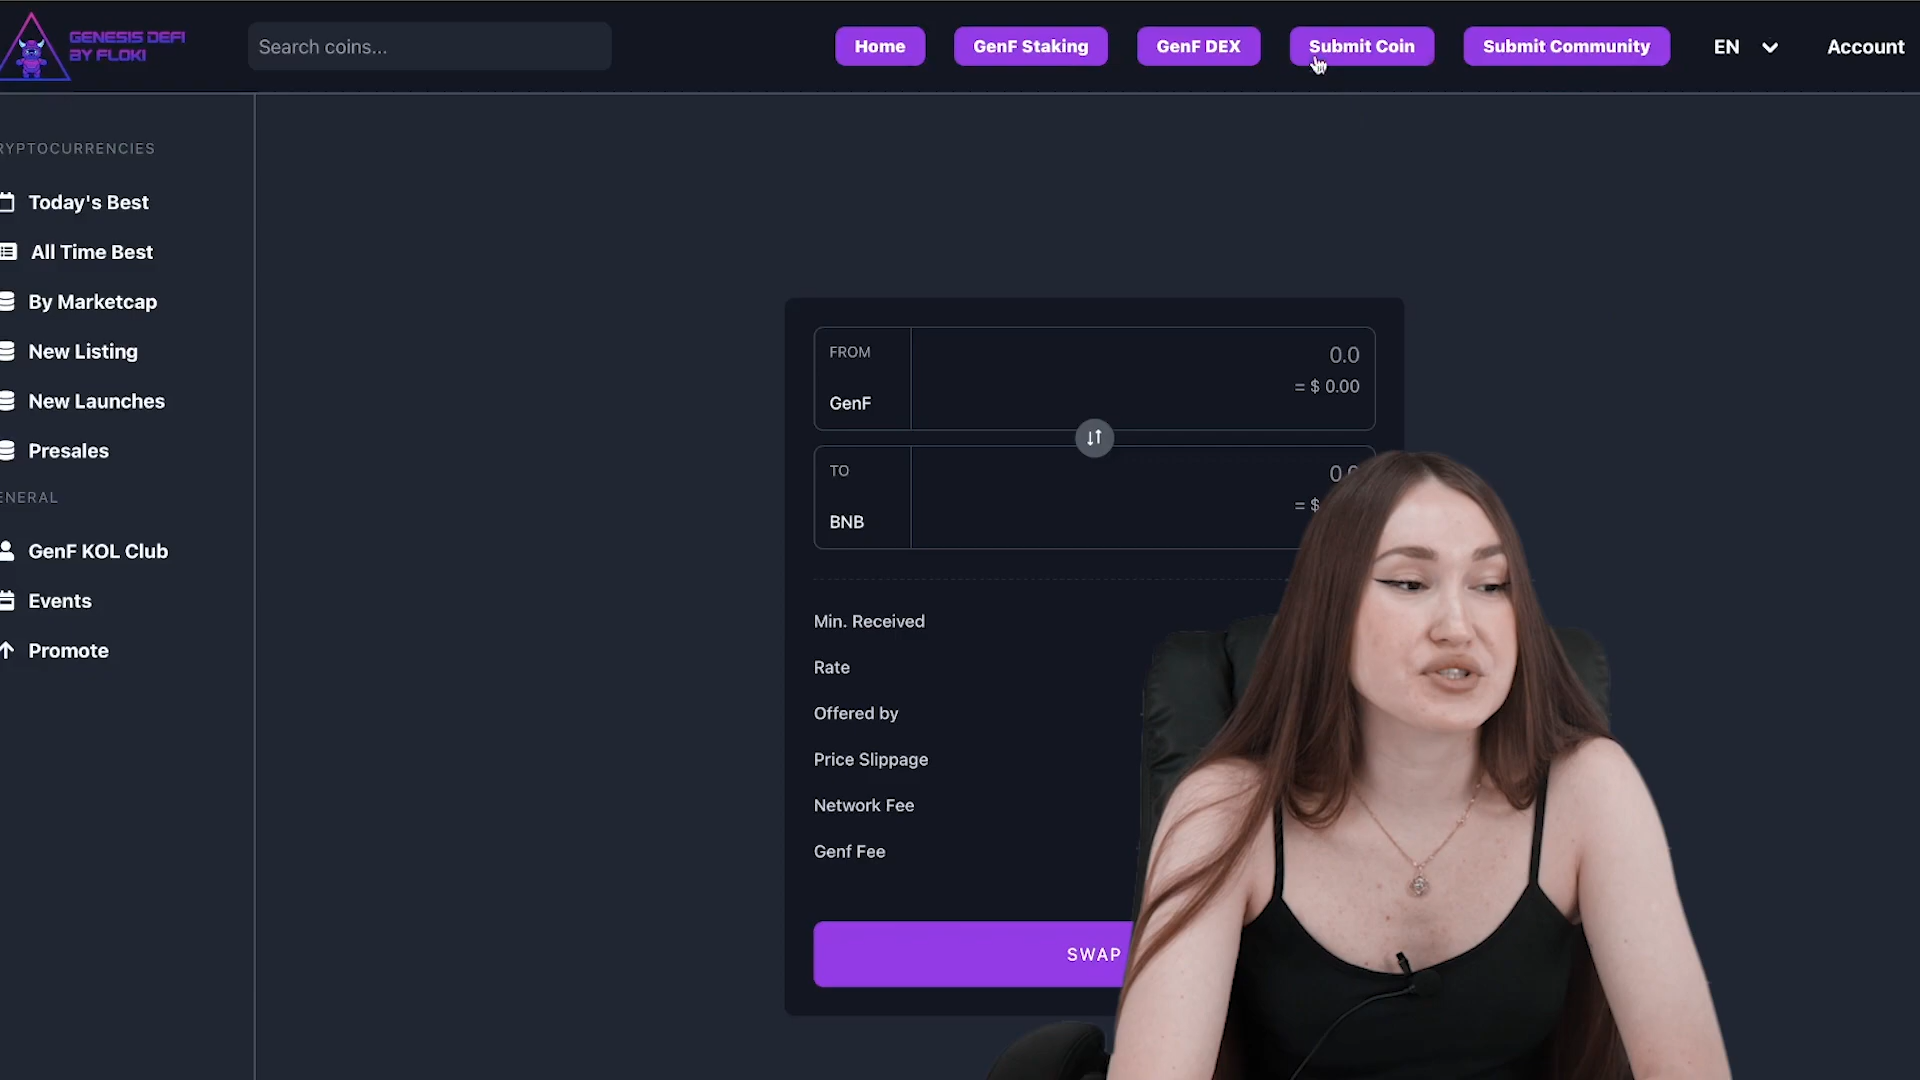 GENESIS DEFI
BY FLOKI
Search coins...
Home
GenF Staking
GenF DEX
Submit Coin
Submit Community
EN
Account
RYPTOCURRENCIES
Today's Best
All Time Best
By Marketcap
New Listing
New Launches
Presales
ENERAL
GenF KOL Club
Events
Promote
FROM
0.0
= $ 0.00
GenF
TO
0.0
= $
BNB
Min. Received
Rate
Offered by
Price Slippage
Network Fee
Genf Fee
SWAP